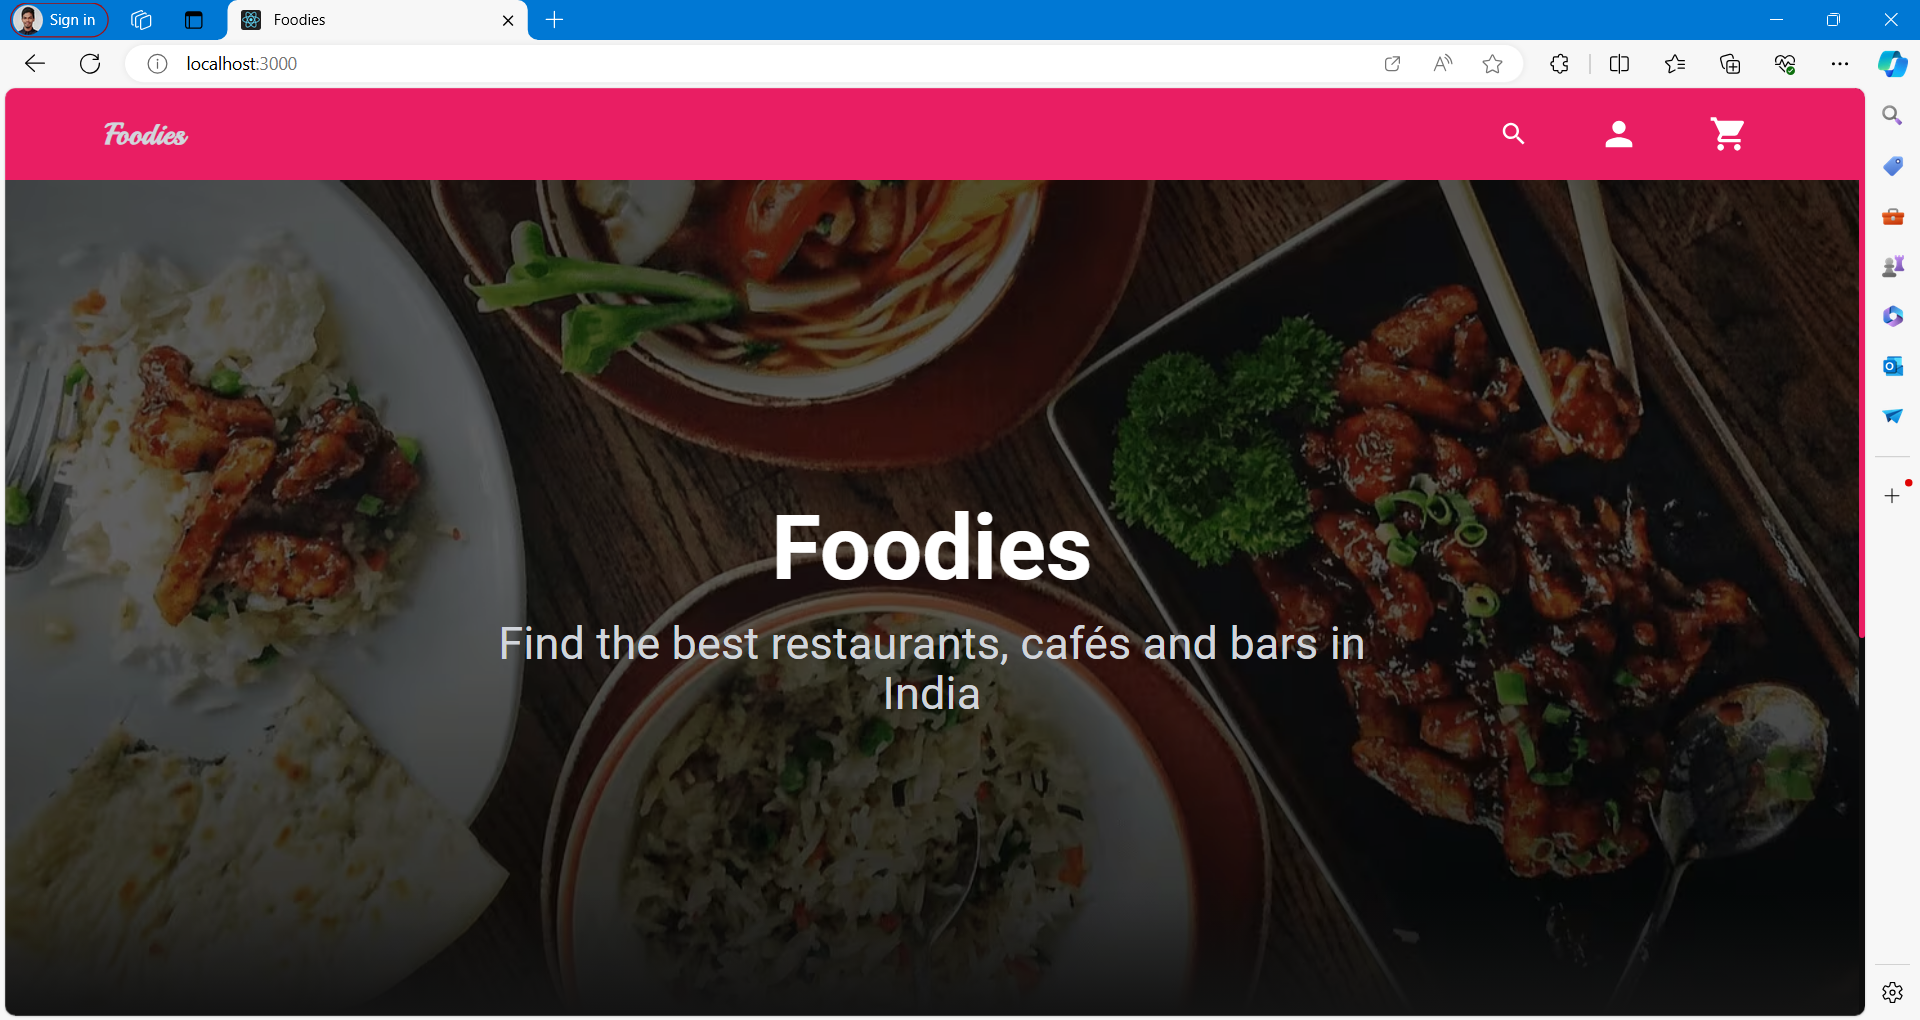 Sign in
Foodies
localhost:3000
Foodies
Foodies
Find the best restaurants, cafés and bars in
India